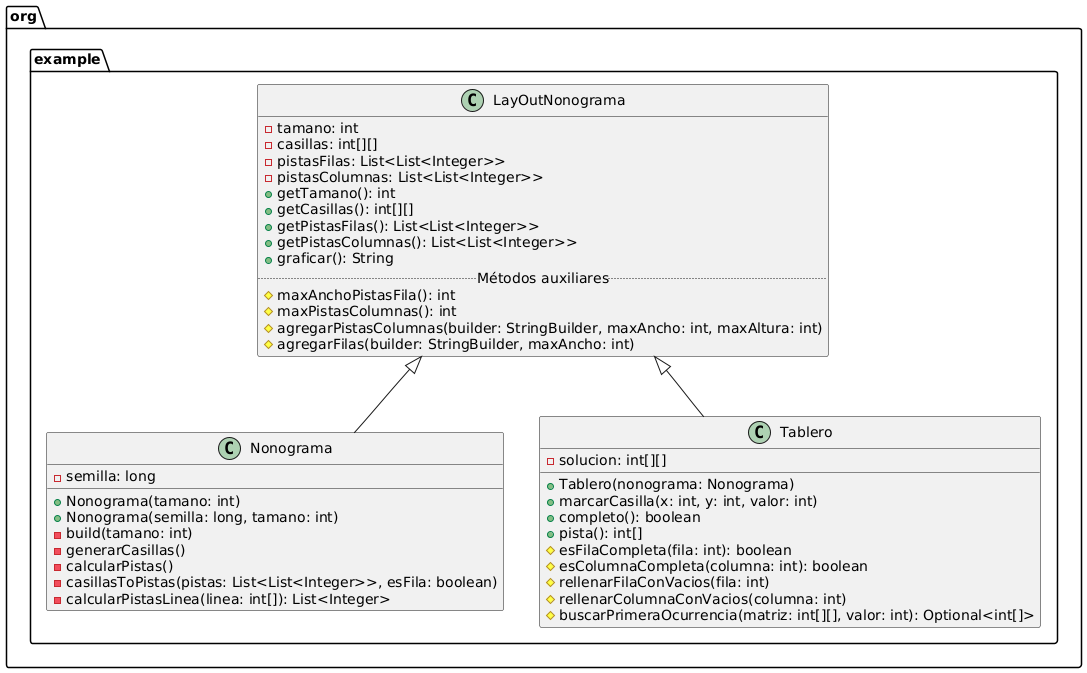 org
example
C LayOutNonograma
tamano: int
casillas: int[][]
pistasFilas: List<List<Integer>>
pistasColumnas: List<List<Integer>>
getTamano(): int
getCasillas(): int[][]
getPistasFilas(): List<List<Integer>>
getPistasColumnas(): List<List<Integer>>
graficar(): String
Métodos auxiliares
maxAnchoPistasFila(): int
maxPistasColumnas(): int
agregarPistasColumnas(builder: StringBuilder, maxAncho: int, maxAltura: int)
agregarFilas(builder: StringBuilder, maxAncho: int)
C Nonograma
semilla: long
Nonograma(tamano: int)
Nonograma(semilla: long, tamano: int)
build(tamano: int)
generarCasillas()
calcularPistas()
casillasToPistas(pistas: List<List<Integer>>, esFila: boolean)
calcularPistasLinea(linea: int[]): List<Integer>
C Tablero
solucion: int[][]
Tablero(nonograma: Nonograma)
marcarCasilla(x: int, y: int, valor: int)
completo(): boolean
pista(): int[]
esFilaCompleta(fila: int): boolean
esColumnaCompleta(columna: int): boolean
rellenarFilaConVacios(fila: int)
rellenarColumnaConVacios(columna: int)
buscarPrimeraOcurrencia(matriz: int[][], valor: int): Optional<int[]>